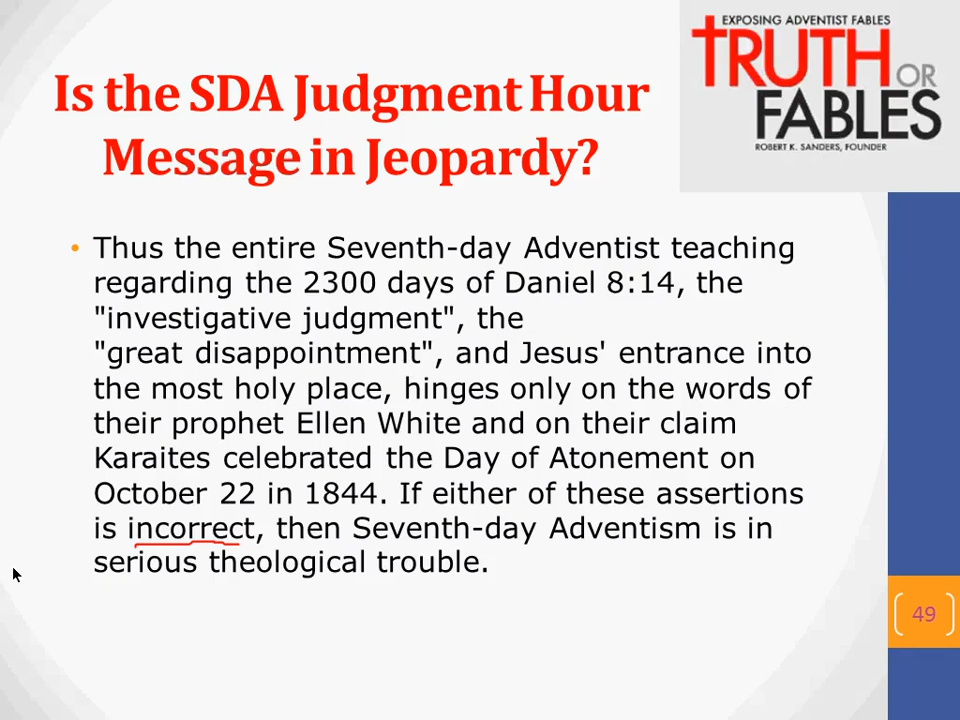 EXPOSING ADVENTIST FABLES
TRUTH OR
FABLES
ROBERT K. SANDERS, FOUNDER
Is the SDA Judgment Hour
Message in Jeopardy?
• Thus the entire Seventh-day Adventist teaching
regarding the 2300 days of Daniel 8:14, the
"investigative judgment", the
"great disappointment", and Jesus' entrance into
the most holy place, hinges only on the words of
their prophet Ellen White and on their claim
Karaites celebrated the Day of Atonement on
October 22 in 1844. If either of these assertions
is incorrect, then Seventh-day Adventism is in
serious theological trouble.
49